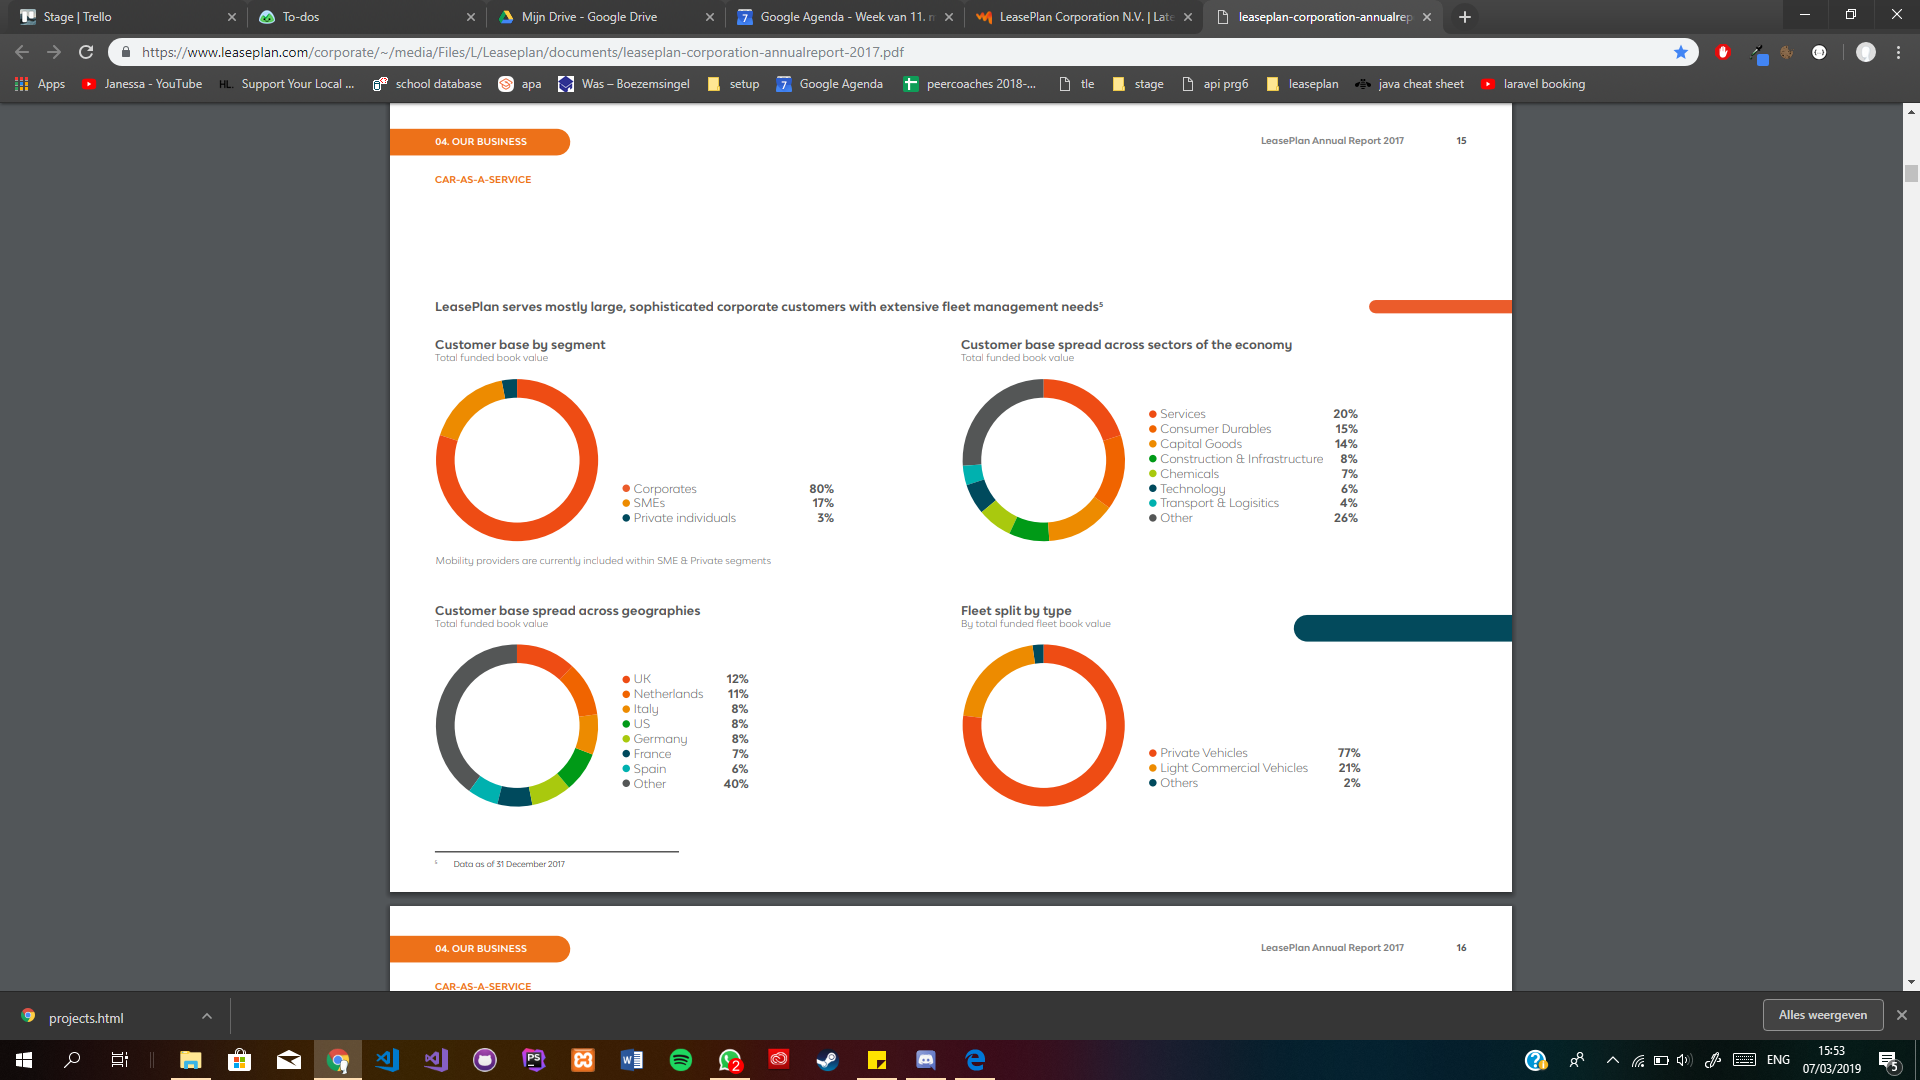 Stage | Trello
To-dos
Mijn Drive - Google Drive
7 Google Agenda - Week van 11.
LeasePlan Corporation N.V. | Late
leaseplan-corporation-annualrep
https://www.leaseplan.com/corporate/~/media/Files/L/Leaseplan/documents/leaseplan-corporation-annualreport-2017.pdf
Apps
Janessa - YouTube
HL. Support Your Local ...
school database
apa
Was – Boezemsingel
setup
7 Google Agenda
peercoaches 2018-...
tle
stage
api prg6
leaseplan
java cheat sheet
laravel booking
04. OUR BUSINESS
LeasePlan Annual Report 2017 15
CAR-AS-A-SERVICE
LeasePlan serves mostly large, sophisticated corporate customers with extensive fleet management needs⁵
Customer base by segment
Total funded book value
Corporates 80%
SMEs 17%
Private individuals 3%
Mobility providers are currently included within SME & Private segments
Customer base spread across sectors of the economy
Total funded book value
Services 20%
Consumer Durables 15%
Capital Goods 14%
Construction & Infrastructure 8%
Chemicals 7%
Technology 6%
Transport & Logisitics 4%
Other 26%
Customer base spread across geographies
Total funded book value
UK 12%
Netherlands 11%
Italy 8%
US 8%
Germany 8%
France 7%
Spain 6%
Other 40%
Fleet split by type
By total funded fleet book value
Private Vehicles 77%
Light Commercial Vehicles 21%
Others 2%
⁵ Data as of 31 December 2017
04. OUR BUSINESS
LeasePlan Annual Report 2017 16
CAR-AS-A-SERVICE
projects.html
Alles weergeven
PS
2
ENG
15:53
07/03/2019
5